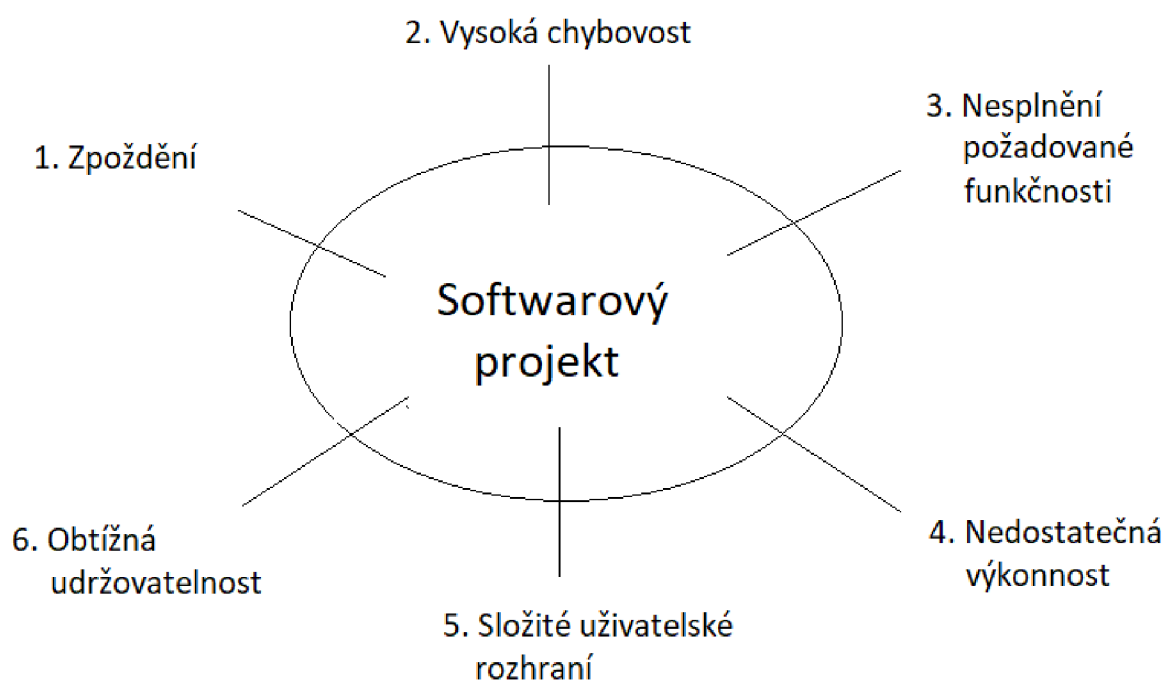 2. Vysoká chybovost
1. Zpoždění
3. Nesplnění
požadované
funkčnosti
Softwarový
projekt
6. Obtížná
udržovatelnost
4. Nedostatečná
výkonnost
5. Složité uživatelské
rozhraní